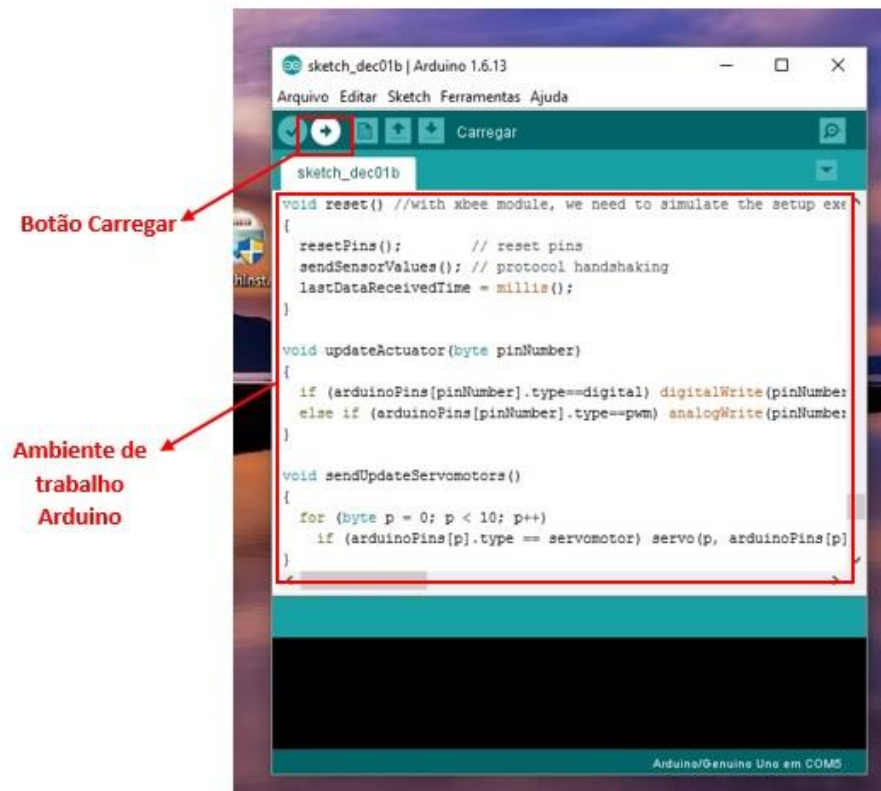 sketch_dec01b | Arduino 1.6.13
Arquivo Editar Sketch Ferramentas Ajuda
Carregar
sketch_dec01b
Botão Carregar
void reset() //with xbee module, we need to simulate the setup exe
{
  resetPins();          // reset pins
  sendSensorValues(); // protocol handshaking
  lastDataReceivedTime = millis();
}
void updateActuator(byte pinNumber)
{
  if (arduinoPins[pinNumber].type==digital) digitalWrite(pinNumber
  else if (arduinoPins[pinNumber].type==pwm) analogWrite(pinNumber
}
Ambiente de
trabalho
Arduino
void sendUpdateServomotors()
{
  for (byte p = 0; p < 10; p++)
    if (arduinoPins[p].type == servomotor) servo(p, arduinoPins[p]
}
Arduino/Genuino Uno em COM5